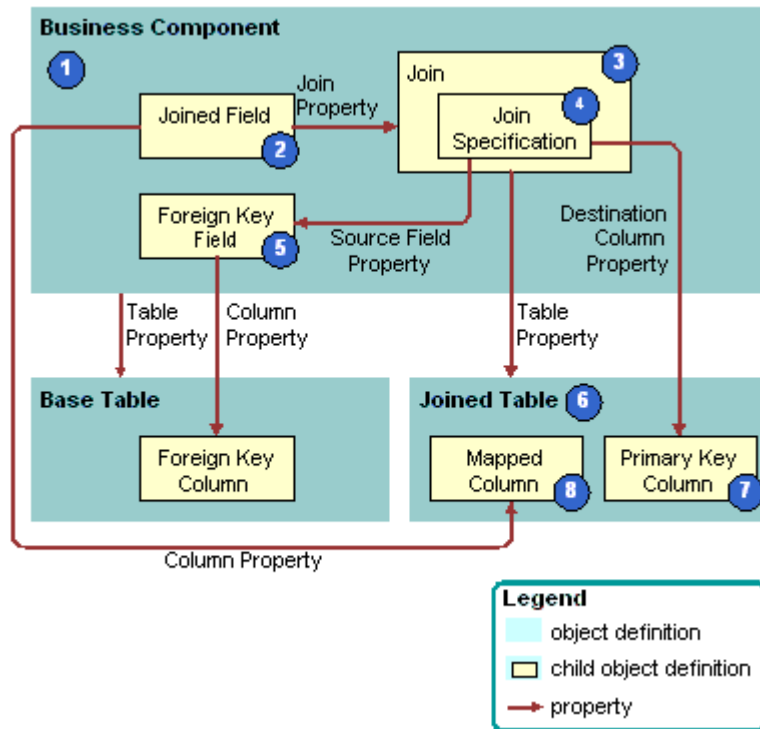 Business Component
1
Join
Property
Join
3
Joined Field
2
Join
Specification
4
Foreign Key
Field
5
Source Field
Property
Destination
Column
Property
Table
Property
Column
Property
Table
Property
Base Table
Joined Table
6
Foreign Key
Column
Mapped
Column
8
Primary Key
Column
7
Column Property
Legend
object definition
child object definition
property